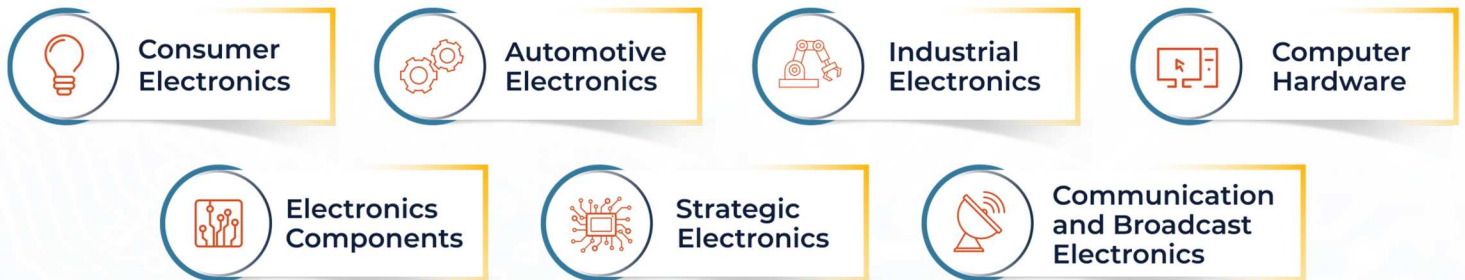 Consumer
Electronics
Automotive
Electronics
Industrial
Electronics
Computer
Hardware
Electronics
Components
Strategic
Electronics
Communication
and Broadcast
Electronics